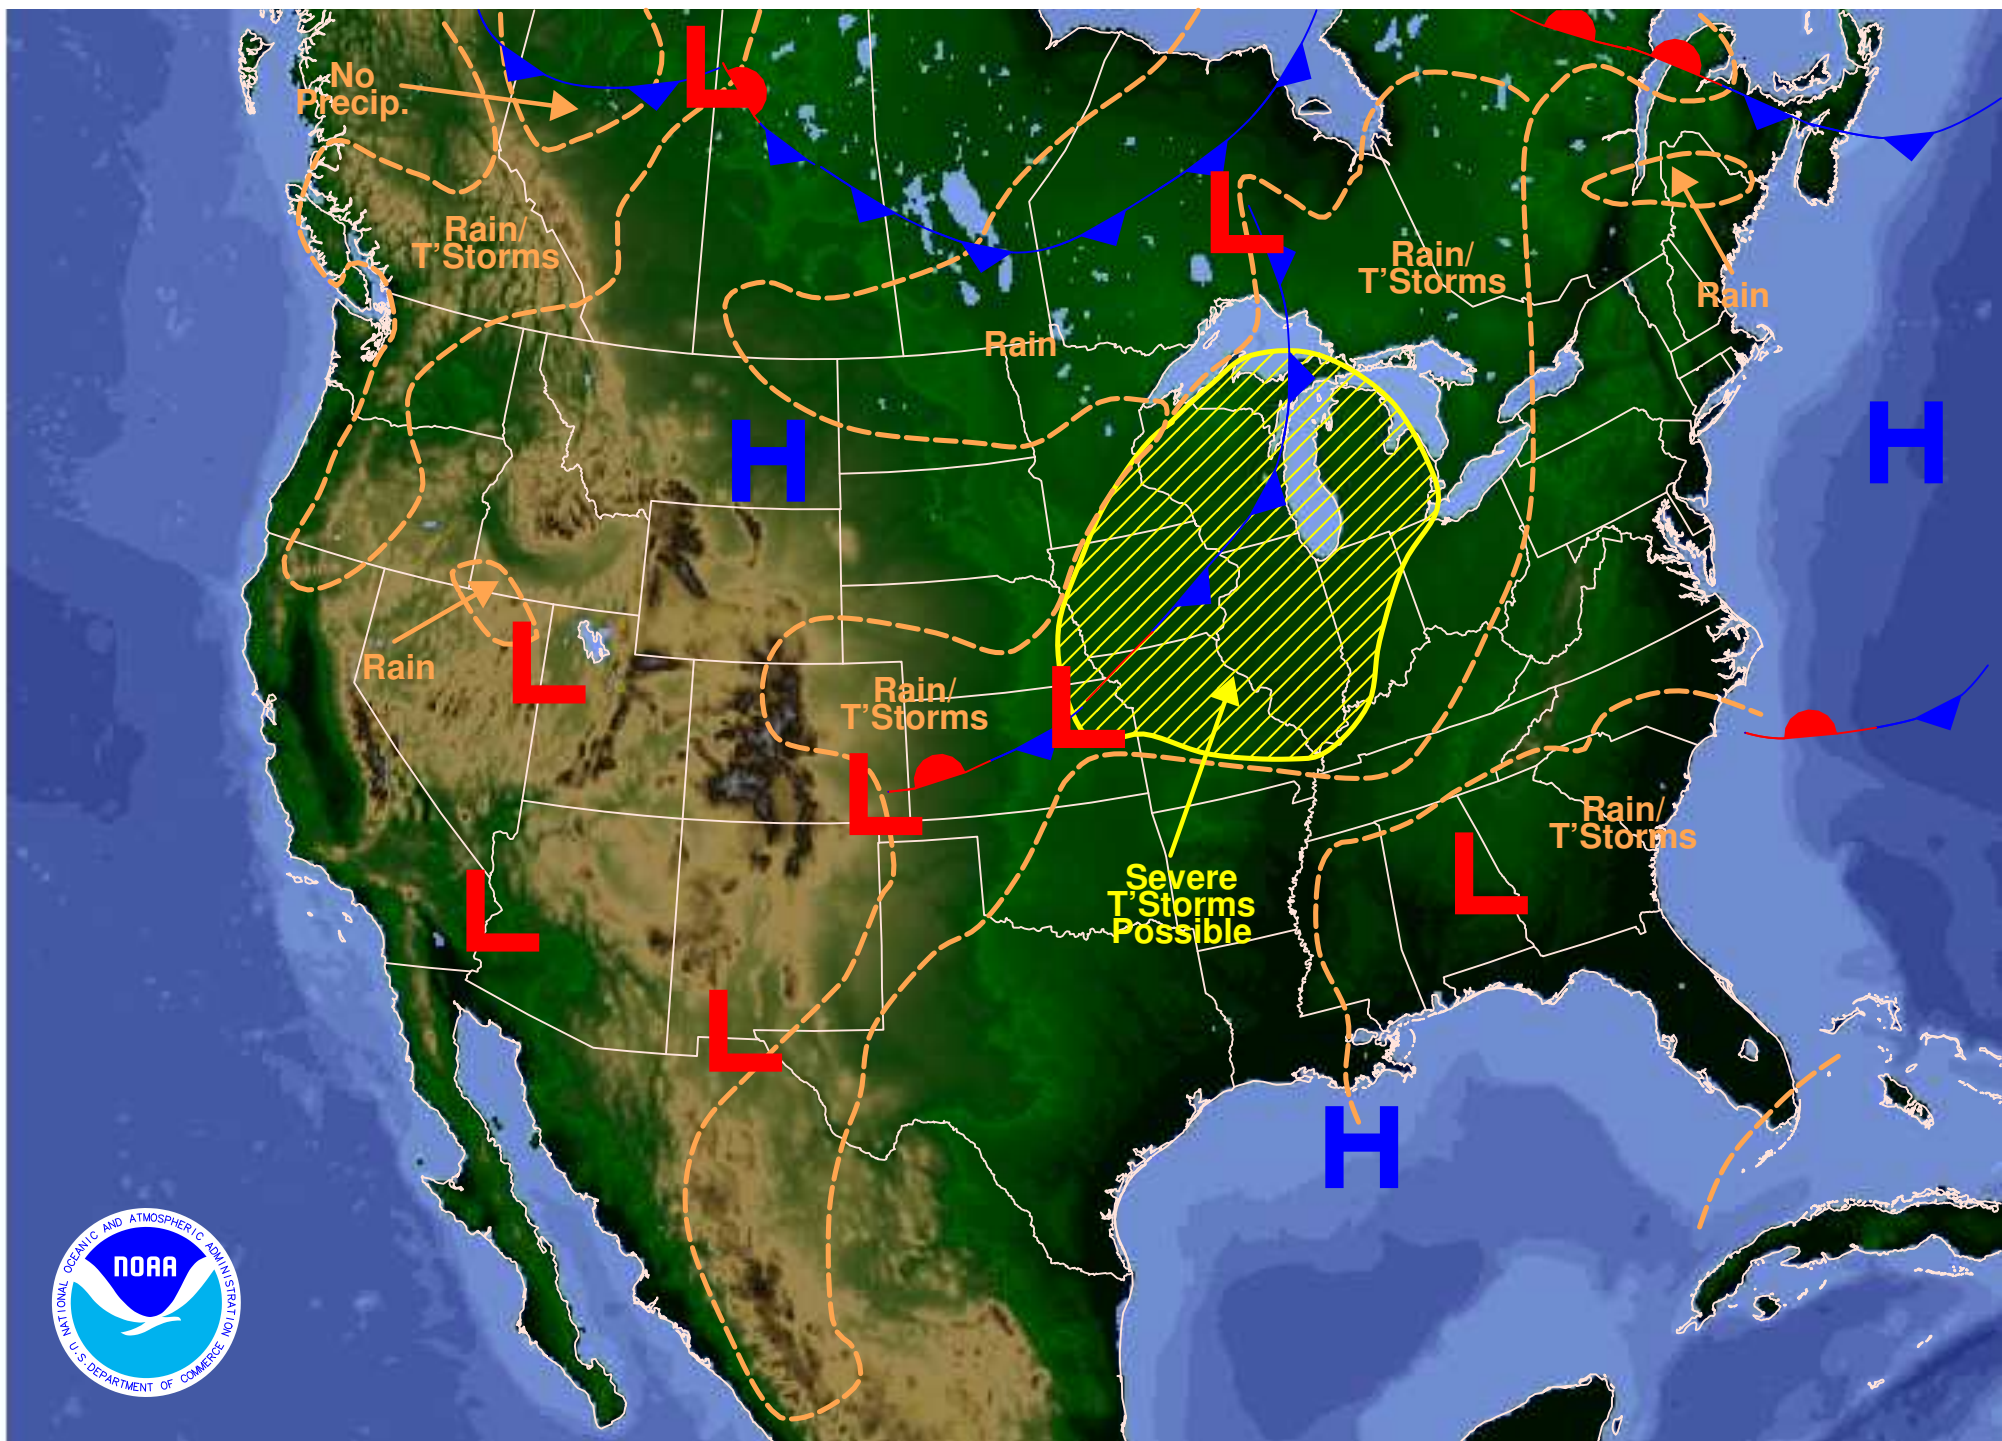 No
Precip.
L
Rain/
T'Storms
L
Rain/
T'Storms
Rain
Rain
H
H
Rain
L
Rain/
T'Storms
L
L
Rain/
T'Storms
L
L
Severe
T'Storms
Possible
L
H
NATIONAL OCEANIC AND ATMOSPHERIC ADMINISTRATION
NOAA
U.S. DEPARTMENT OF COMMERCE